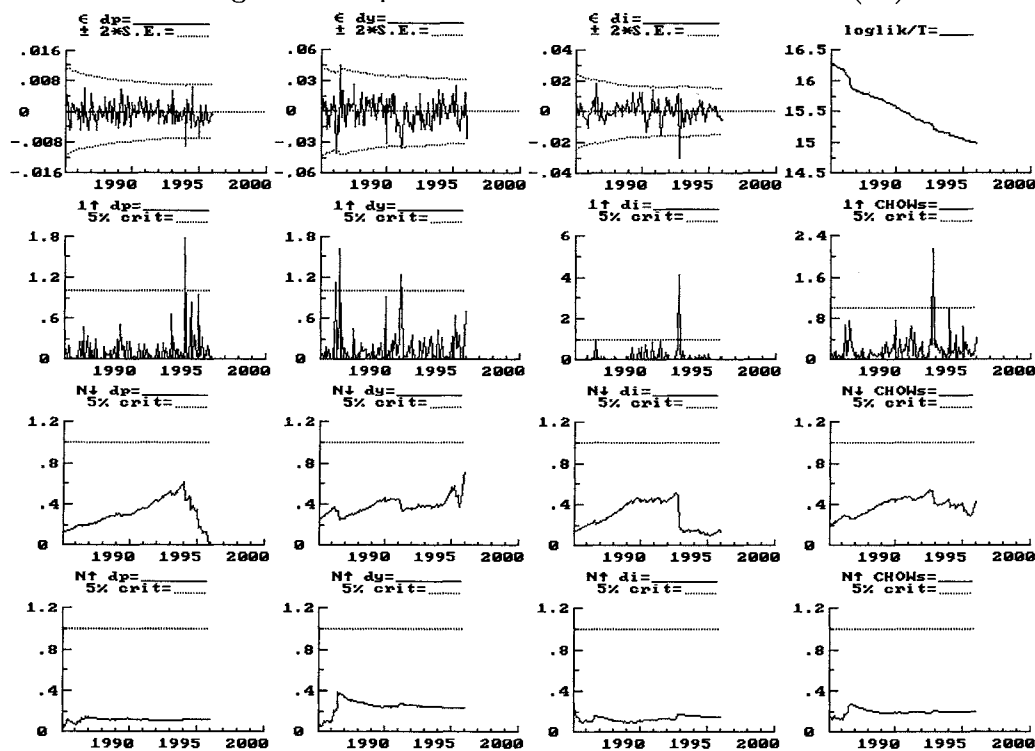 ϵ dp=
± 2*S.E.=
.016
.008
0
-.008
-.016
1990 1995 2000
ϵ dy=
± 2*S.E.=
.06
.03
0
-.03
-.06
1990 1995 2000
ϵ di=
± 2*S.E.=
.04
.02
0
-.02
-.04
1990 1995 2000
loglik/T=
16.5
16
15.5
15
14.5
1990 1995 2000
1↑ dp=
5% crit=
1.8
1.2
.6
0
1990 1995 2000
1↑ dy=
5% crit=
1.8
1.2
.6
0
1990 1995 2000
1↑ di=
5% crit=
6
4
2
0
1990 1995 2000
1↑ CHOWs=
5% crit=
2.4
1.6
.8
0
1990 1995 2000
N↓ dp=
5% crit=
1.2
.8
.4
0
1990 1995 2000
N↓ dy=
5% crit=
1.2
.8
.4
0
1990 1995 2000
N↓ di=
5% crit=
1.2
.8
.4
0
1990 1995 2000
N↓ CHOWs=
5% crit=
1.2
.8
.4
0
1990 1995 2000
N↑ dp=
5% crit=
1.2
.8
.4
0
1990 1995 2000
N↑ dy=
5% crit=
1.2
.8
.4
0
1990 1995 2000
N↑ di=
5% crit=
1.2
.8
.4
0
1990 1995 2000
N↑ CHOWs=
5% crit=
1.2
.8
.4
0
1990 1995 2000